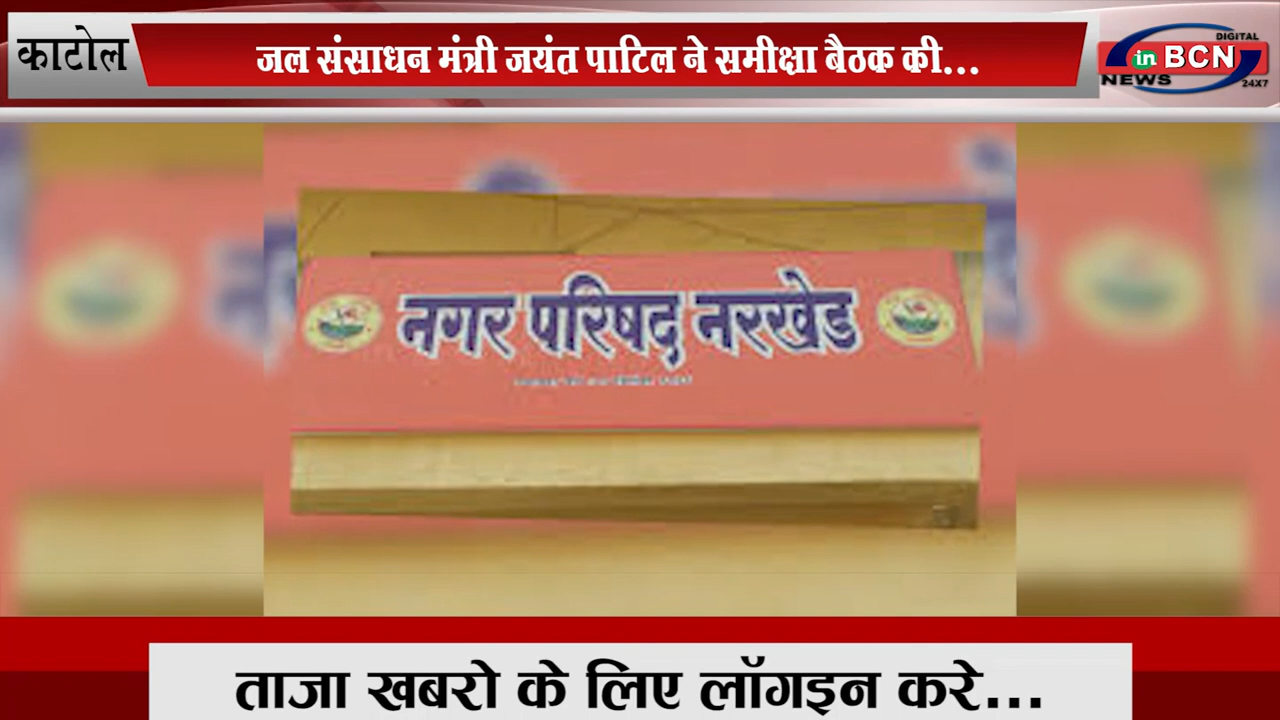 काटोल
जल संसाधन मंत्री जयंत पाटिल ने समीक्षा बैठक की...
DIGITAL
in BCN
NEWS 24X7
नगर परिषद नरखेड
ताजा खबरो के लिए लॉगइन करे...